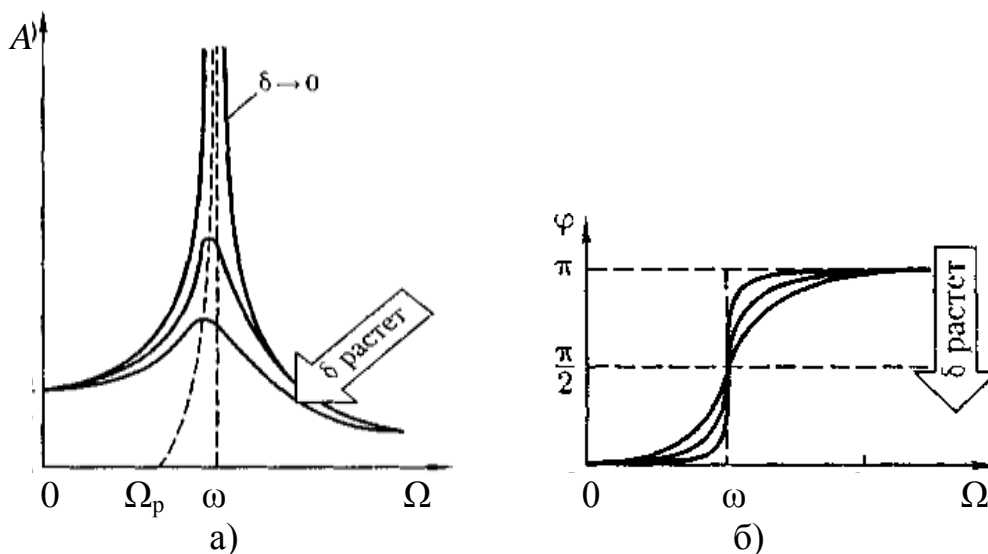 A
δ → 0
δ растет
0
Ωр
ω
Ω
а)
φ
π
π
2
δ растет
0
ω
Ω
б)